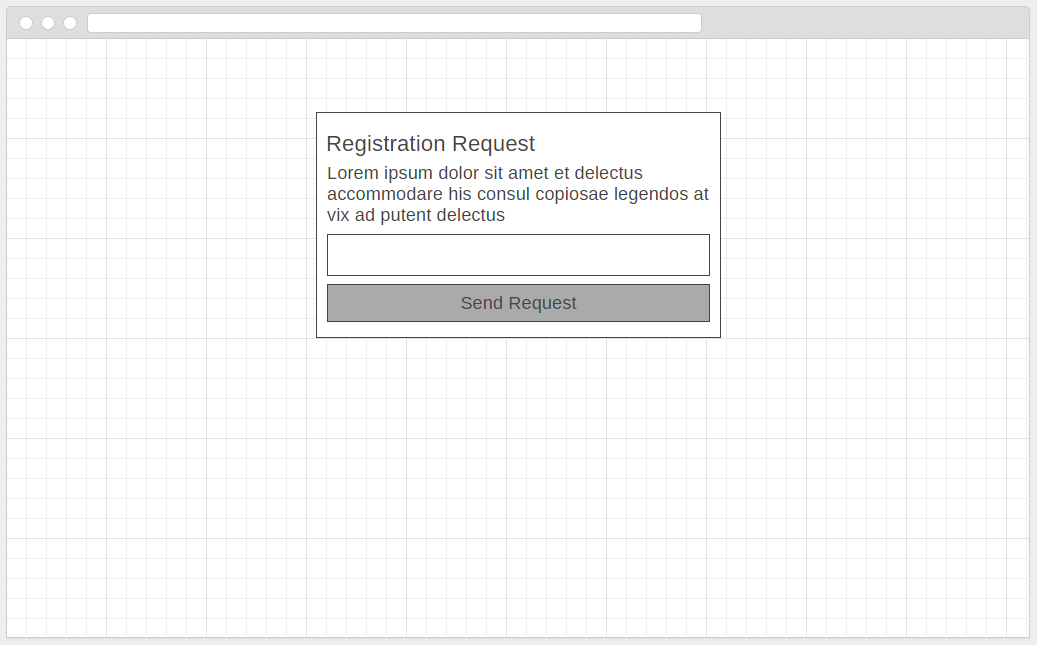 Registration Request
Lorem ipsum dolor sit amet et delectus
accommodare his consul copiosae legendos at
vix ad putent delectus
Send Request